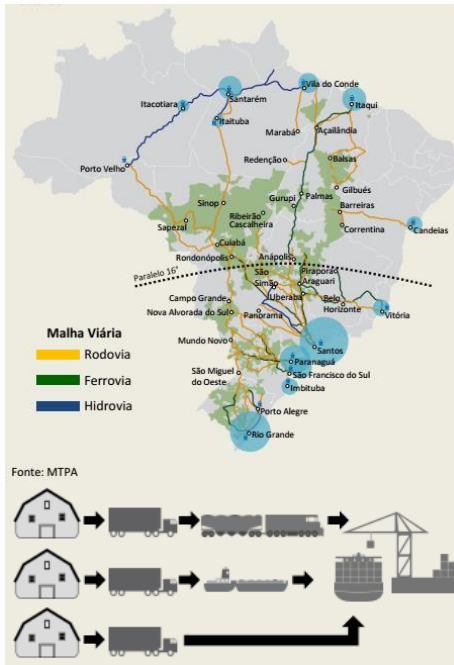 Vila do Conde
Santarém
Itacotiara
Itaqui
Itaituba
Marabá
Açailândia
Porto Velho
Redenção
Balsas
Gilbués
Sinop
Gurupi
Palmas
Barreiras
Ribeirão
Cascalheira
Sapezal
Correntina
Candeias
Cuiabá
Rondonópolis
Anápolis
Paralelo 16°
São
Simão
Pirapora
Araguari
Campo Grande
Uberaba
Belo
Horizonte
Nova Alvorada do Sul
Panorama
Vitória
Malha Viária
Mundo Novo
Santos
Rodovia
Paranaguá
Ferrovia
São Miguel
do Oeste
São Francisco do Sul
Imbituba
Hidrovia
Porto Alegre
Rio Grande
Fonte: MTPA